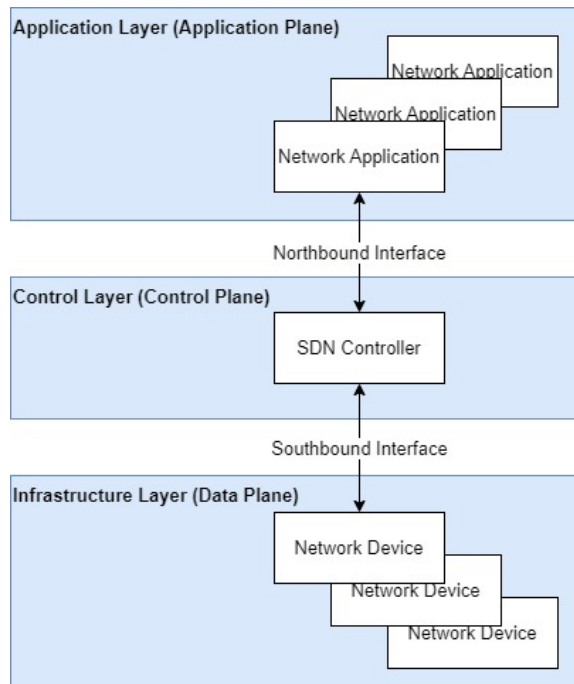 Application Layer (Application Plane)
Network Application
Network Application
Network Application
Northbound Interface
Control Layer (Control Plane)
SDN Controller
Southbound Interface
Infrastructure Layer (Data Plane)
Network Device
Network Device
Network Device